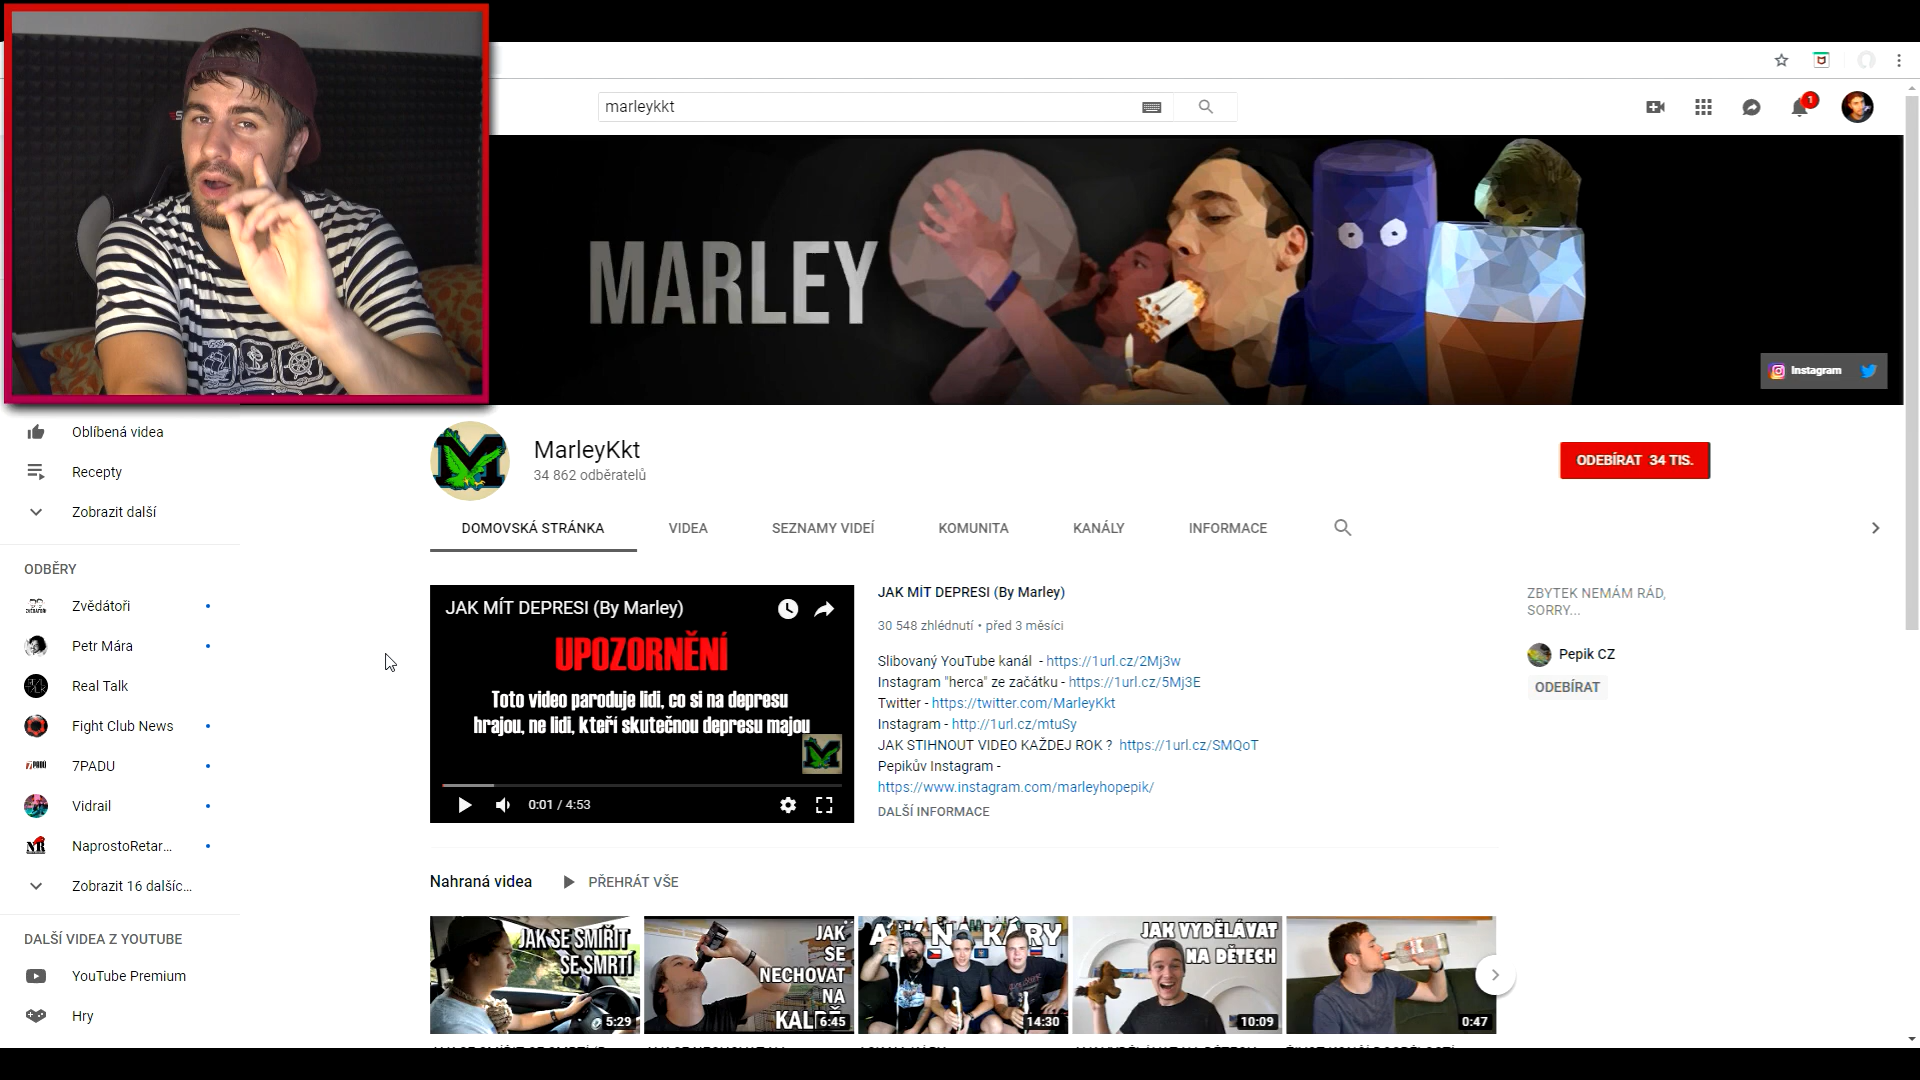 marleykkt
1
MARLEY
Instagram
Oblíbená videa
Recepty
Zobrazit další
MarleyKkt
34 862 odběratelů
ODEBÍRAT 34 TIS.
DOMOVSKÁ STRÁNKA
VIDEA
SEZNAMY VIDEÍ
KOMUNITA
KANÁLY
INFORMACE
ODBĚRY
Zvědátoři
Petr Mára
Real Talk
Fight Club News
7PADU
Vidrail
NaprostoRetar...
Zobrazit 16 dalšíc...
DALŠÍ VIDEA Z YOUTUBE
YouTube Premium
Hry
JAK MÍT DEPRESI (By Marley)
UPOZORNĚNÍ
Toto video paroduje lidi, co si na depresu
hrajou, ne lidi, kteří skutečnou depresu majou
0:01 / 4:53
JAK MÍT DEPRESI (By Marley)
30 548 zhlédnutí • před 3 měsíci
Slibovaný YouTube kanál - https://1url.cz/2Mj3w
Instagram "herca" ze začátku - https://1url.cz/5Mj3E
Twitter - https://twitter.com/MarleyKkt
Instagram - http://1url.cz/mtuSy
JAK STIHNOUT VIDEO KAŽDEJ ROK ? https://1url.cz/SMQoT
Pepikův Instagram -
https://www.instagram.com/marleyhopepik/
DALŠÍ INFORMACE
ZBYTEK NEMÁM RÁD,
SORRY...
Pepik CZ
ODEBÍRAT
Nahraná videa
PŘEHRÁT VŠE
JAK SE SMÍŘIT
SE SMRTÍ
5:29
JAK
SE
NECHOVAT
NA
KALBĚ
6:45
14:30
JAK VYDĚLÁVAT
NA DĚTECH
10:09
0:47